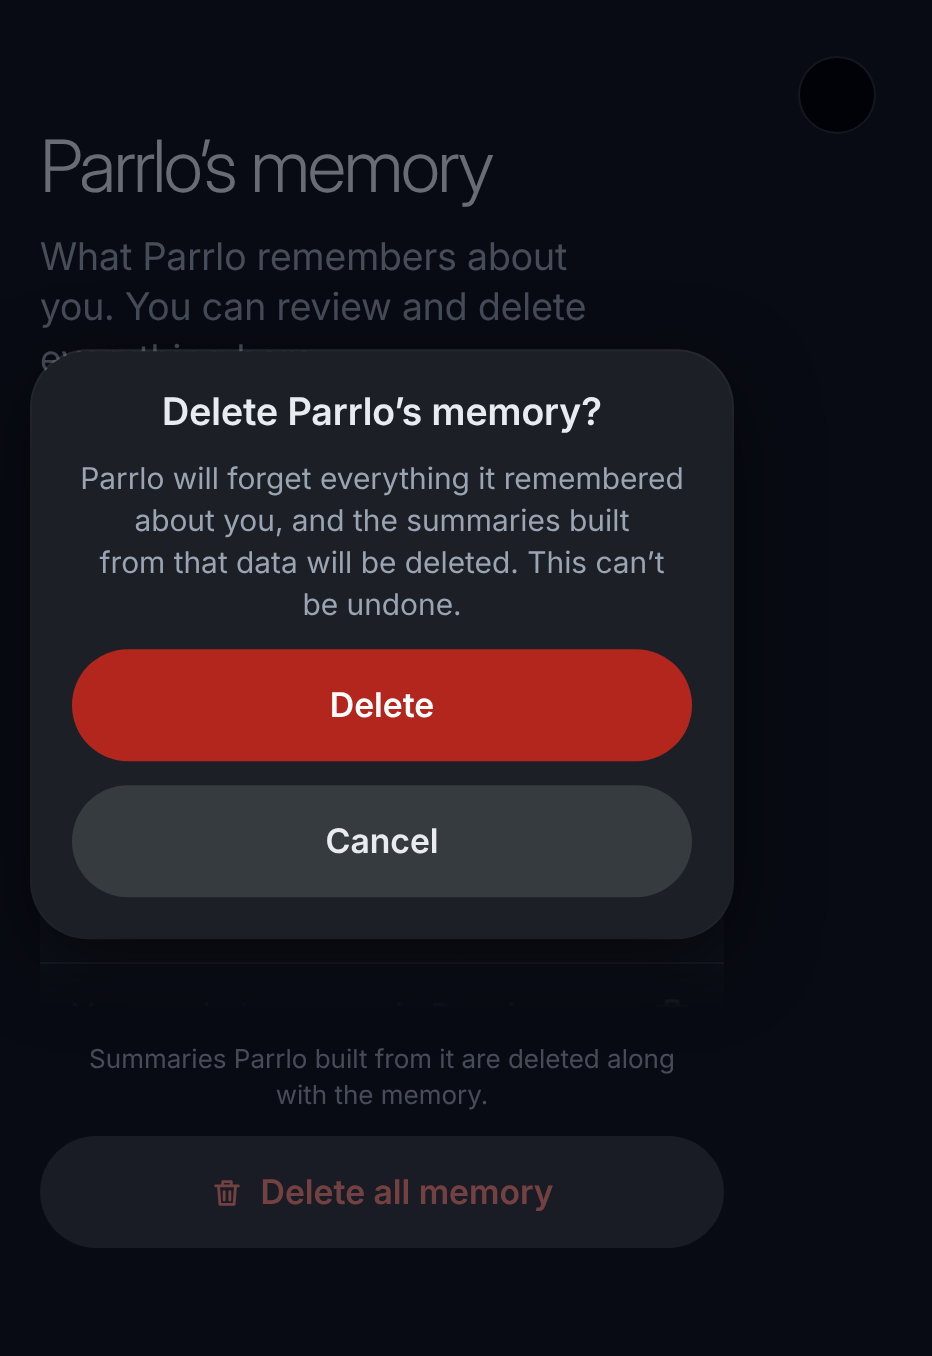 Parrlo’s memory
What Parrlo remembers about
you. You can review and delete
Delete Parrlo’s memory?
Parrlo will forget everything it remembered
about you, and the summaries built
from that data will be deleted. This can’t
be undone.
Delete
Cancel
Summaries Parrlo built from it are deleted along
with the memory.
Delete all memory